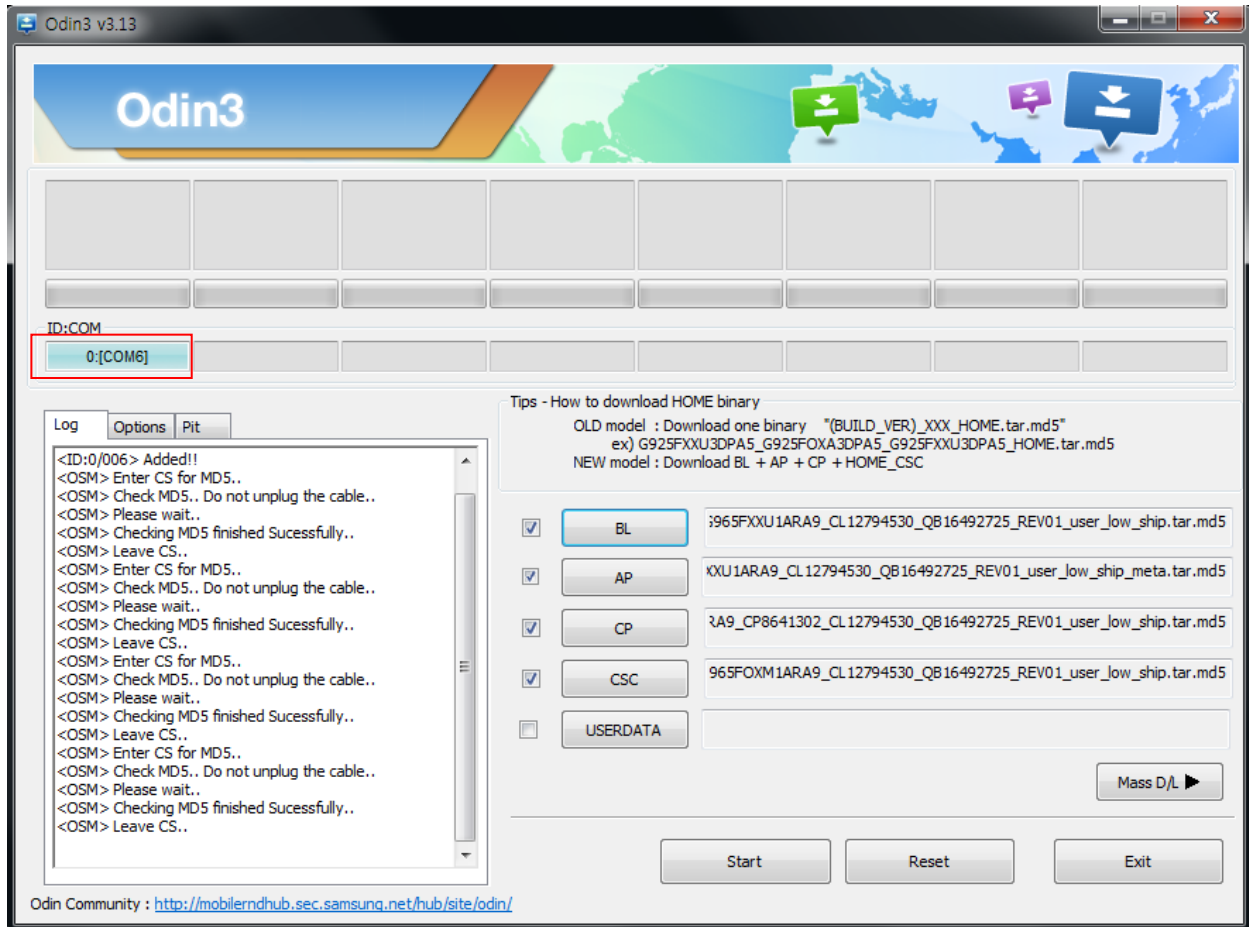 Odin3 v3.13
Odin3
ID:COM
0:[COM6]
Log
Options
Pit
<ID:0/006> Added!!
<OSM> Enter CS for MD5..
<OSM> Check MD5.. Do not unplug the cable..
<OSM> Please wait..
<OSM> Checking MD5 finished Sucessfully..
<OSM> Leave CS..
<OSM> Enter CS for MD5..
<OSM> Check MD5.. Do not unplug the cable..
<OSM> Please wait..
<OSM> Checking MD5 finished Sucessfully..
<OSM> Leave CS..
<OSM> Enter CS for MD5..
<OSM> Check MD5.. Do not unplug the cable..
<OSM> Please wait..
<OSM> Checking MD5 finished Sucessfully..
<OSM> Leave CS..
<OSM> Enter CS for MD5..
<OSM> Check MD5.. Do not unplug the cable..
<OSM> Please wait..
<OSM> Checking MD5 finished Sucessfully..
<OSM> Leave CS..
Tips - How to download HOME binary
OLD model : Download one binary "(BUILD_VER)_XXX_HOME.tar.md5"
ex) G925FXXU3DPA5_G925FOXA3DPA5_G925FXXU3DPA5_HOME.tar.md5
NEW model : Download BL + AP + CP + HOME_CSC
BL
965FXXU1ARA9_CL12794530_QB16492725_REV01_user_low_ship.tar.md5
AP
XXU1ARA9_CL12794530_QB16492725_REV01_user_low_ship_meta.tar.md5
CP
RA9_CP8641302_CL12794530_QB16492725_REV01_user_low_ship.tar.md5
CSC
965FOXM1ARA9_CL12794530_QB16492725_REV01_user_low_ship.tar.md5
USERDATA
Mass D/L ▶
Start
Reset
Exit
Odin Community : http://mobilerndhub.sec.samsung.net/hub/site/odin/